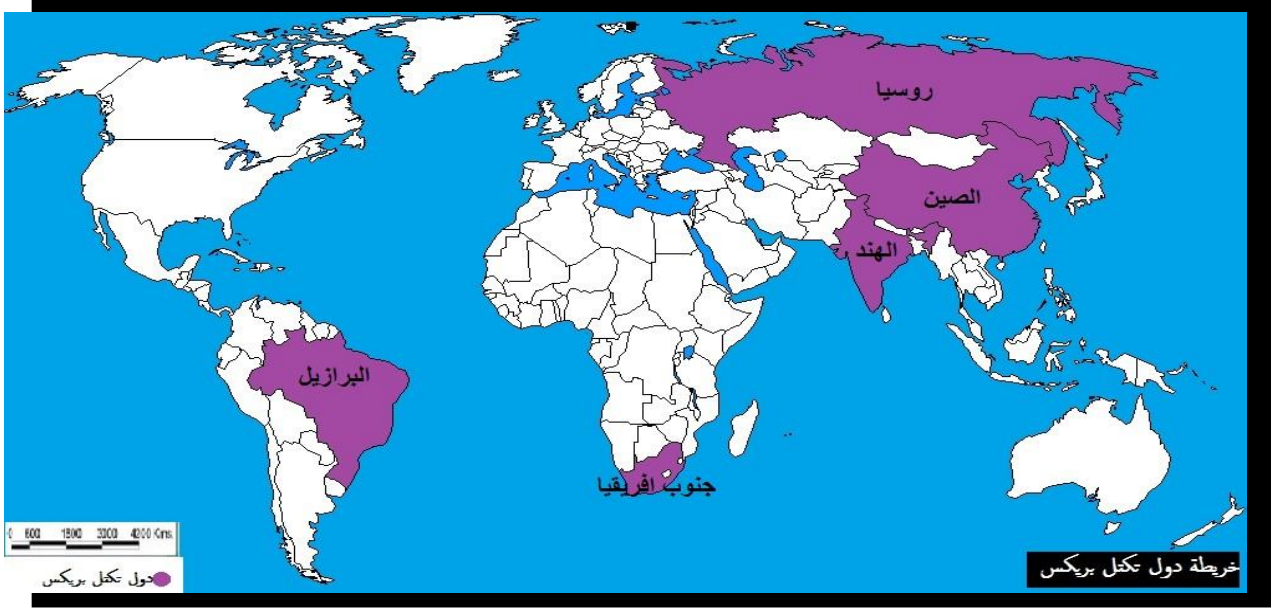 روسيا
الصين
الهند
البرازيل
جنوب افريقيا
0 600 1800 3000 4200 Kms.
دول تكتل بريكس
خريطة دول تكتل بريكس